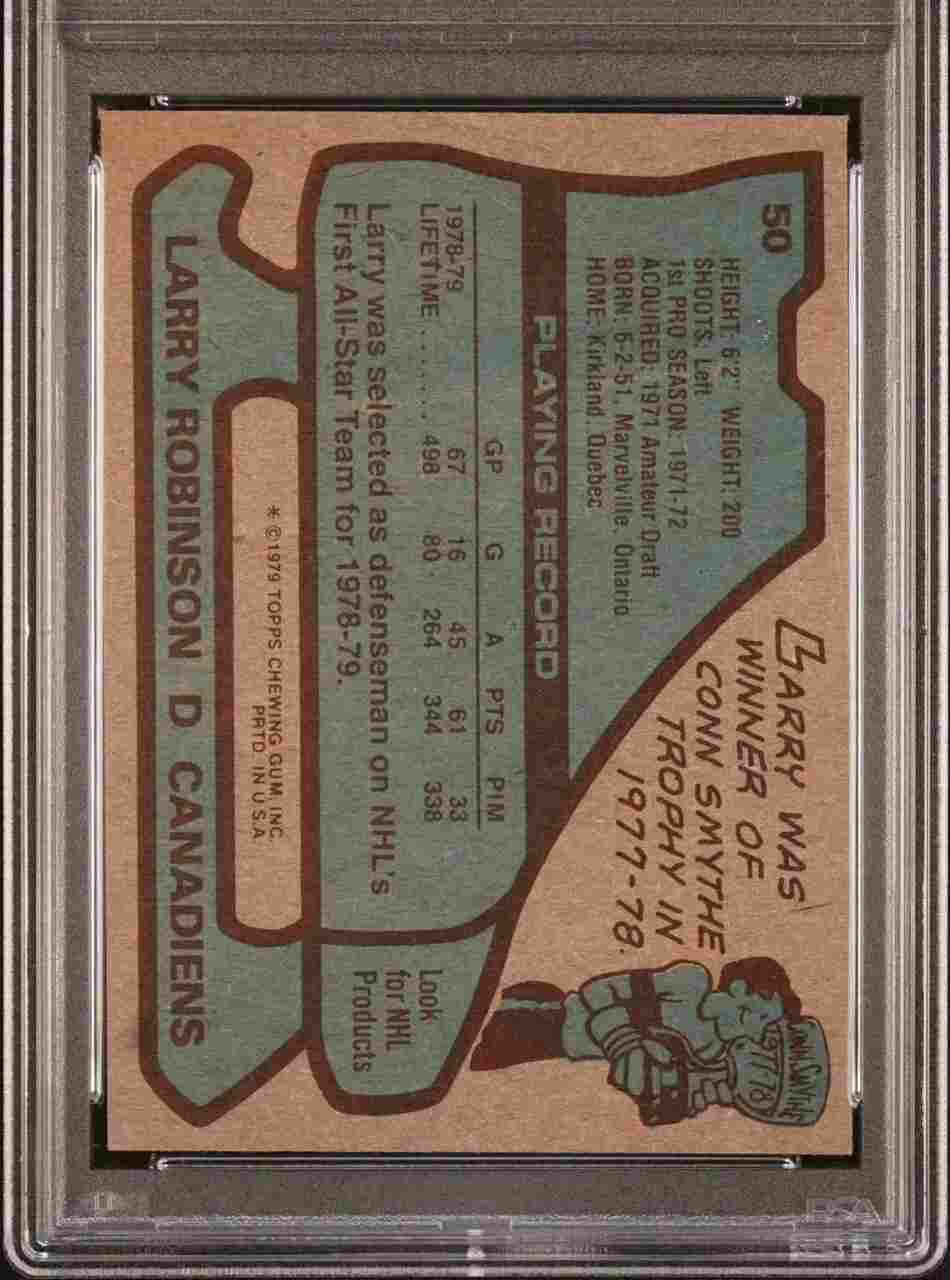 50
HEIGHT: 6'2" WEIGHT: 200
SHOOTS: Left
1st PRO SEASON: 1971-72
ACQUIRED: 1971 Amateur Draft
BORN: 6-2-51, Marvelville, Ontario
HOME: Kirkland, Quebec
LARRY WAS
WINNER OF
CONN SMYTHE
TROPHY IN
1977-78.
CONN SMYTHE
1977/78
PLAYING RECORD
GP G A PTS PIM
1978-79 67 16 45 61 33
LIFETIME ....... 498 80 264 344 338
Larry was selected as defenseman on NHL's
First All-Star Team for 1978-79.
Look
for NHL
Products
* ©1979 TOPPS CHEWING GUM, INC.
PRTD. IN U.S.A.
LARRY ROBINSON D CANADIENS
PSA